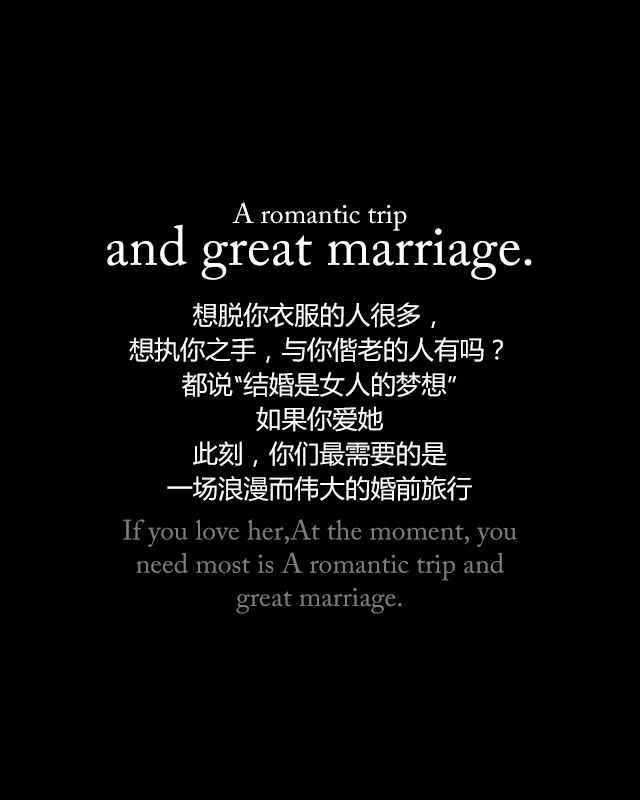 A romantic trip
and great marriage.
想脱你衣服的人很多，
想执你之手，与你偕老的人有吗？
都说“结婚是女人的梦想”
如果你爱她
此刻，你们最需要的是
一场浪漫而伟大的婚前旅行
If you love her,At the moment, you
need most is A romantic trip and
great marriage.